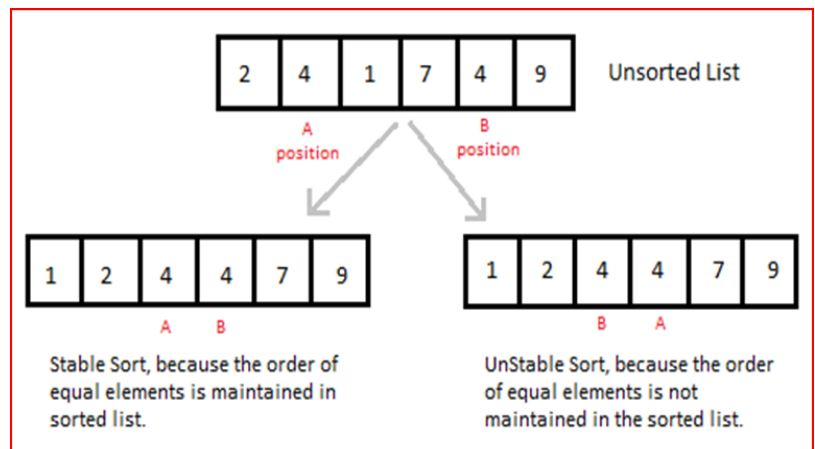 2 4 1 7 4 9 Unsorted List
A B
position position
1 2 4 4 7 9
A B
Stable Sort, because the order of
equal elements is maintained in
sorted list.
1 2 4 4 7 9
B A
UnStable Sort, because the order
of equal elements is not
maintained in the sorted list.